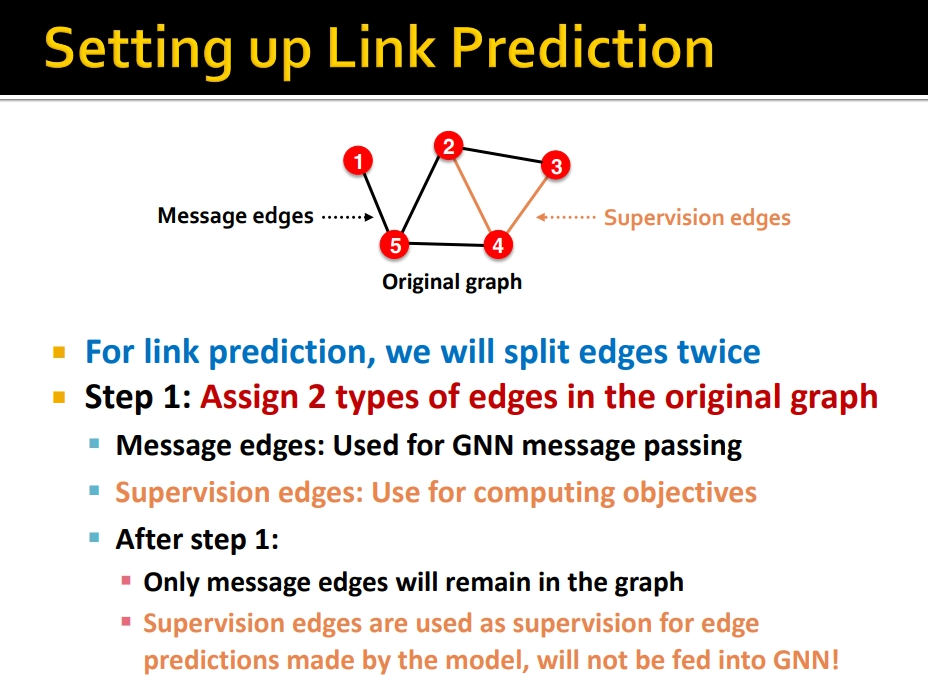 Setting up Link Prediction
1
2
3
Message edges
Supervision edges
5
4
Original graph
For link prediction, we will split edges twice
Step 1: Assign 2 types of edges in the original graph
Message edges: Used for GNN message passing
Supervision edges: Use for computing objectives
After step 1:
Only message edges will remain in the graph
Supervision edges are used as supervision for edge
predictions made by the model, will not be fed into GNN!